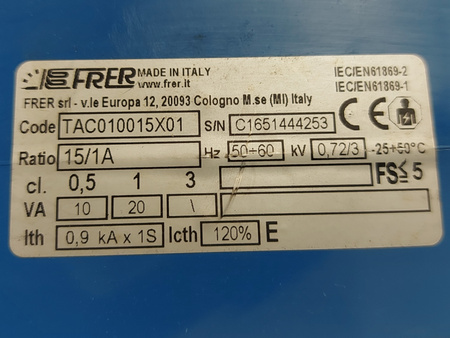 FRER MADE IN ITALY
www.frer.it
IEC/EN61869-2
IEC/EN61869-1
FRER srl - v.le Europa 12, 20093 Cologno M.se (MI) Italy
Code TAC010015X01 S/N C1651444253 CE
Ratio 15/1A Hz 50÷60 kV 0,72/3 -25+50°C
cl. 0,5 1 3 FS≤5
VA 10 20 \
Ith 0,9 kA x 1S Icth 120% E